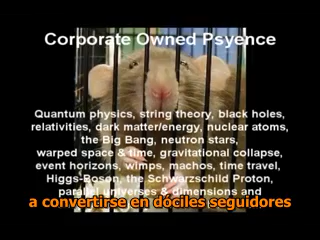 Corporate Owned Psyence
Quantum physics, string theory, black holes,
relativities, dark matter/energy, nuclear atoms,
the Big Bang, neutron stars,
warped space & time, gravitational collapse,
event horizons, wimps, machos, time travel,
Higgs-Boson, the Schwarzschild Proton,
parallel universes & dimensions and
a convertirse en dóciles seguidores